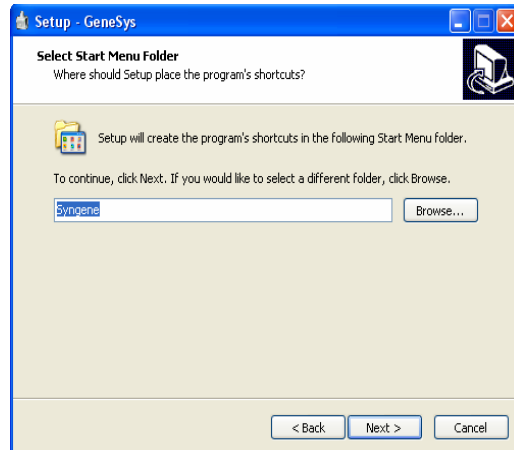 Setup - GeneSys
Select Start Menu Folder
Where should Setup place the program's shortcuts?
Setup will create the program's shortcuts in the following Start Menu folder.
To continue, click Next. If you would like to select a different folder, click Browse.
Syngene
Browse...
< Back
Next >
Cancel